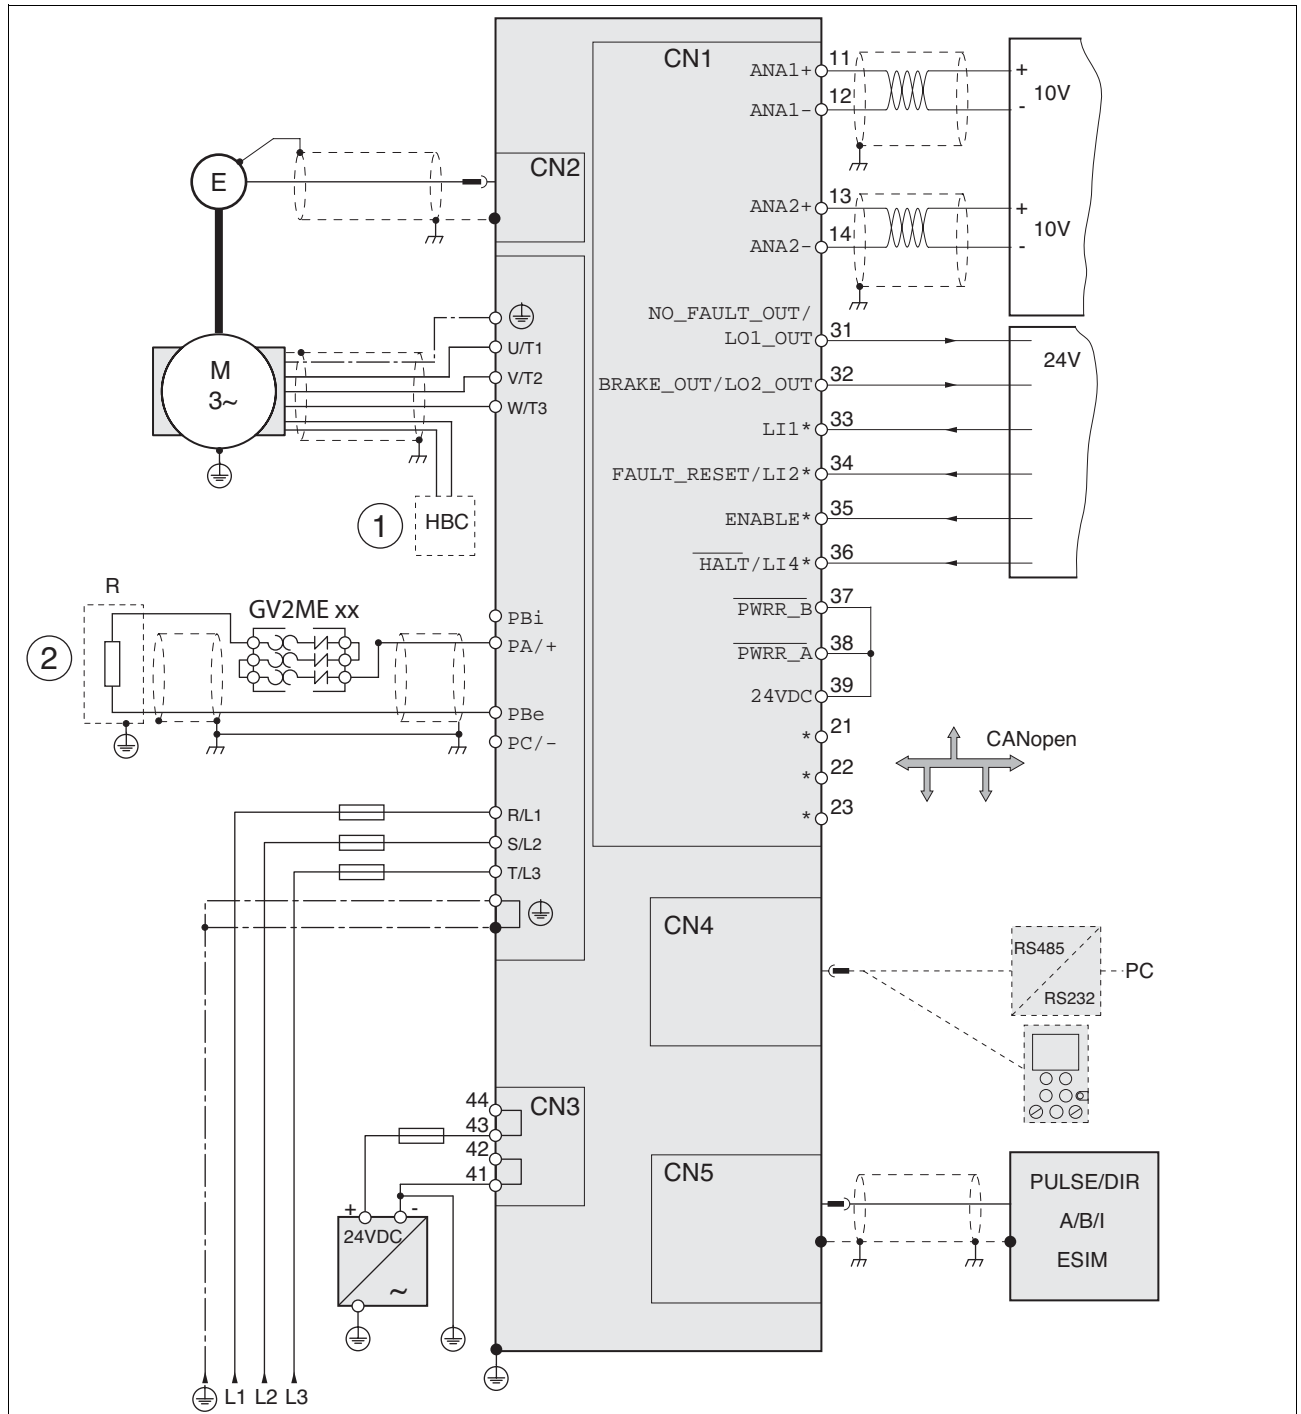 CN1
ANA1+ 11
ANA1- 12
+
10V
-
ANA2+ 13
ANA2- 14
+
10V
-
E
CN2
NO_FAULT_OUT/
LO1_OUT 31
BRAKE_OUT/LO2_OUT 32
LI1* 33
FAULT_RESET/LI2* 34
ENABLE* 35
HALT/LI4* 36
PWRR_B 37
PWRR_A 38
24VDC 39
* 21
* 22
* 23
24V
CANopen
M
3~
U/T1
V/T2
W/T3
1
HBC
R
GV2ME xx
2
PBi
PA/+
PBe
PC/-
R/L1
S/L2
T/L3
CN4
RS485
RS232
PC
CN3
44
43
42
41
+
-
24VDC
~
CN5
PULSE/DIR
A/B/I
ESIM
L1 L2 L3